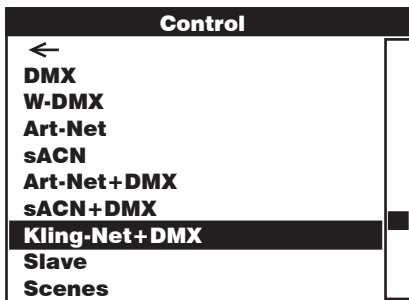 Control
←
DMX
W-DMX
Art-Net
sACN
Art-Net+DMX
sACN+DMX
Kling-Net+DMX
Slave
Scenes